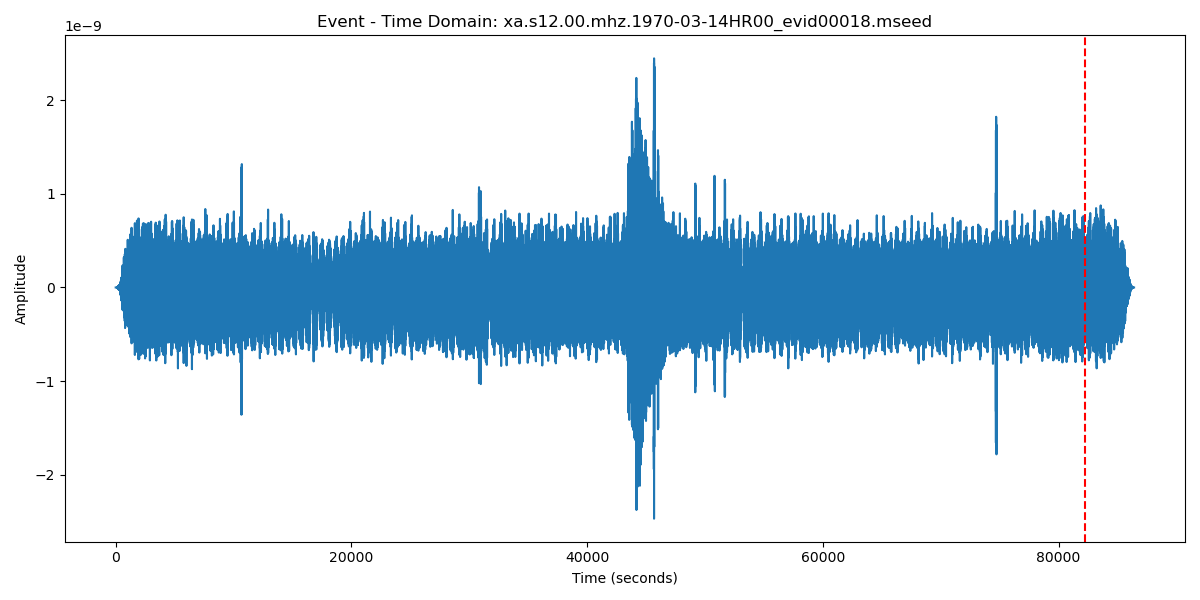 Event - Time Domain: xa.s12.00.mhz.1970-03-14HR00_evid00018.mseed
1e−9
2
1
0
−1
−2
Amplitude
0 20000 40000 60000 80000
Time (seconds)